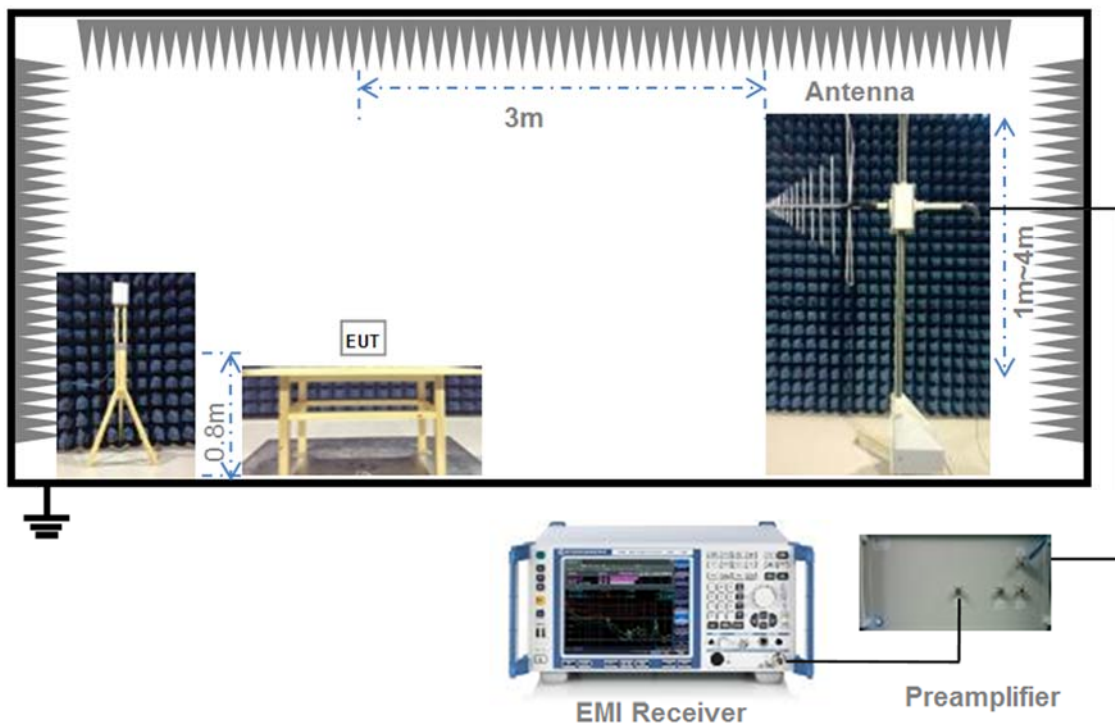 Antenna
3m
1m~4m
EUT
0.8m
EMI Receiver
Preamplifier